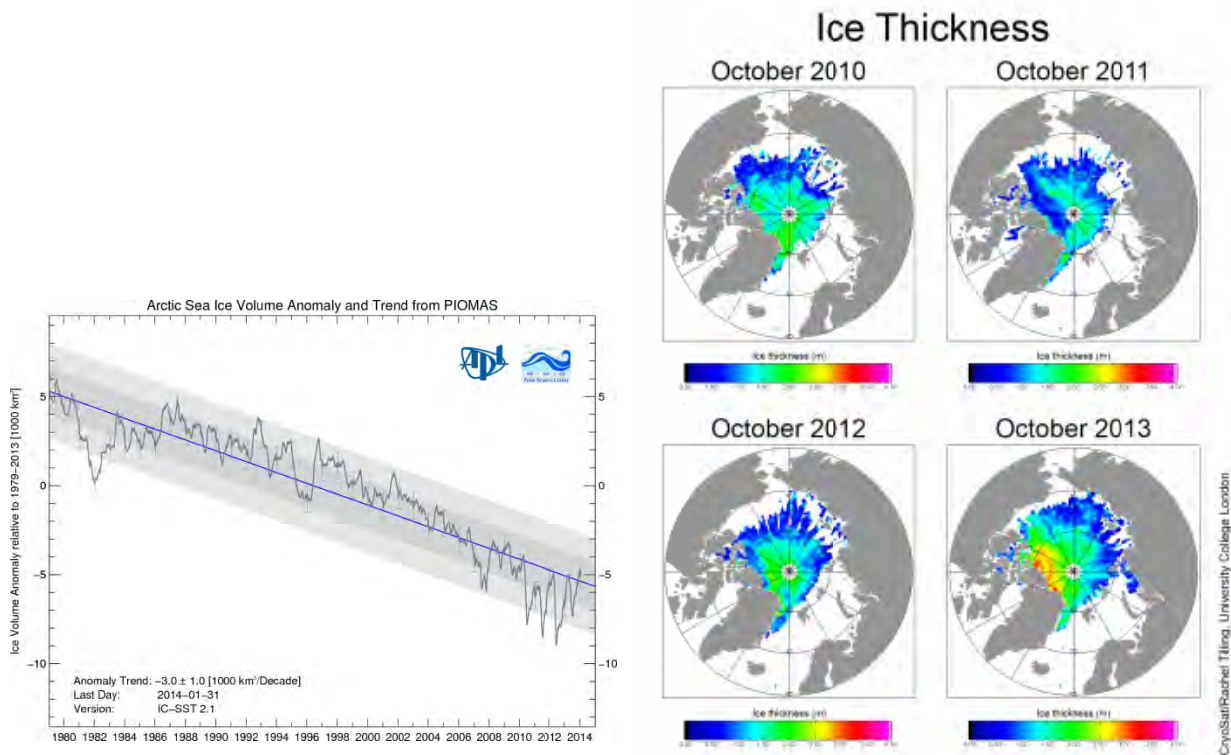 Ice Thickness
October 2010
October 2011
Ice thickness (m)
Ice thickness (m)
October 2012
October 2013
Ice thickness (m)
Ice thickness (m)
CryoSat/Rachel Tilling, University College London
Arctic Sea Ice Volume Anomaly and Trend from PIOMAS
Polar Science Center
Ice Volume Anomaly relative to 1979-2013 [1000 km³]
5
0
-5
-10
5
0
-5
-10
Anomaly Trend: -3.0 ± 1.0 [1000 km³/Decade]
Last Day: 2014-01-31
Version: IC-SST 2.1
1980 1982 1984 1986 1988 1990 1992 1994 1996 1998 2000 2002 2004 2006 2008 2010 2012 2014